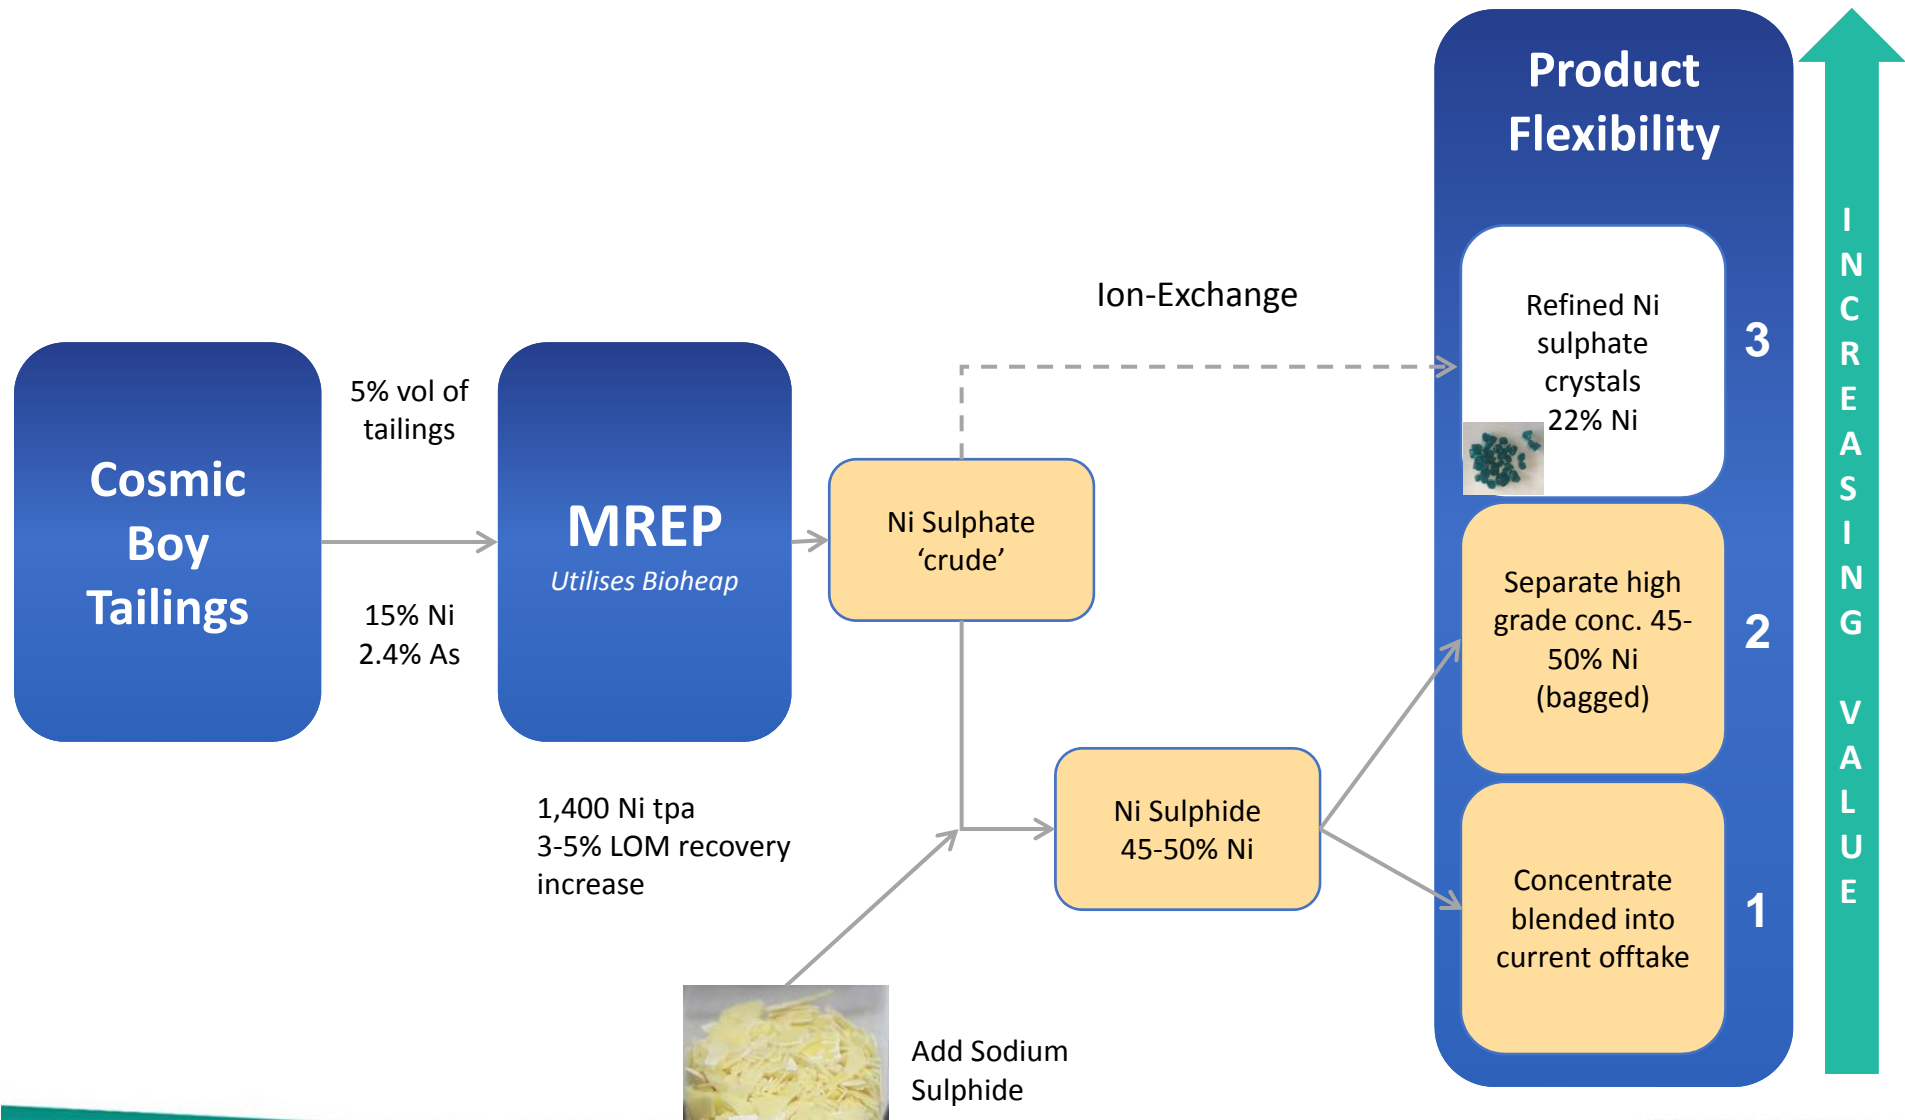 Product
Flexibility
Ion-Exchange
Refined Ni
sulphate
crystals
22% Ni
3
5% vol of
tailings
Cosmic
Boy
Tailings
MREP
Utilises Bioheap
Ni Sulphate
‘crude’
15% Ni
2.4% As
Separate high
grade conc. 45-
50% Ni
(bagged)
2
1,400 Ni tpa
3-5% LOM recovery
increase
Ni Sulphide
45-50% Ni
Concentrate
blended into
current offtake
1
Add Sodium
Sulphide
INCREASING VALUE